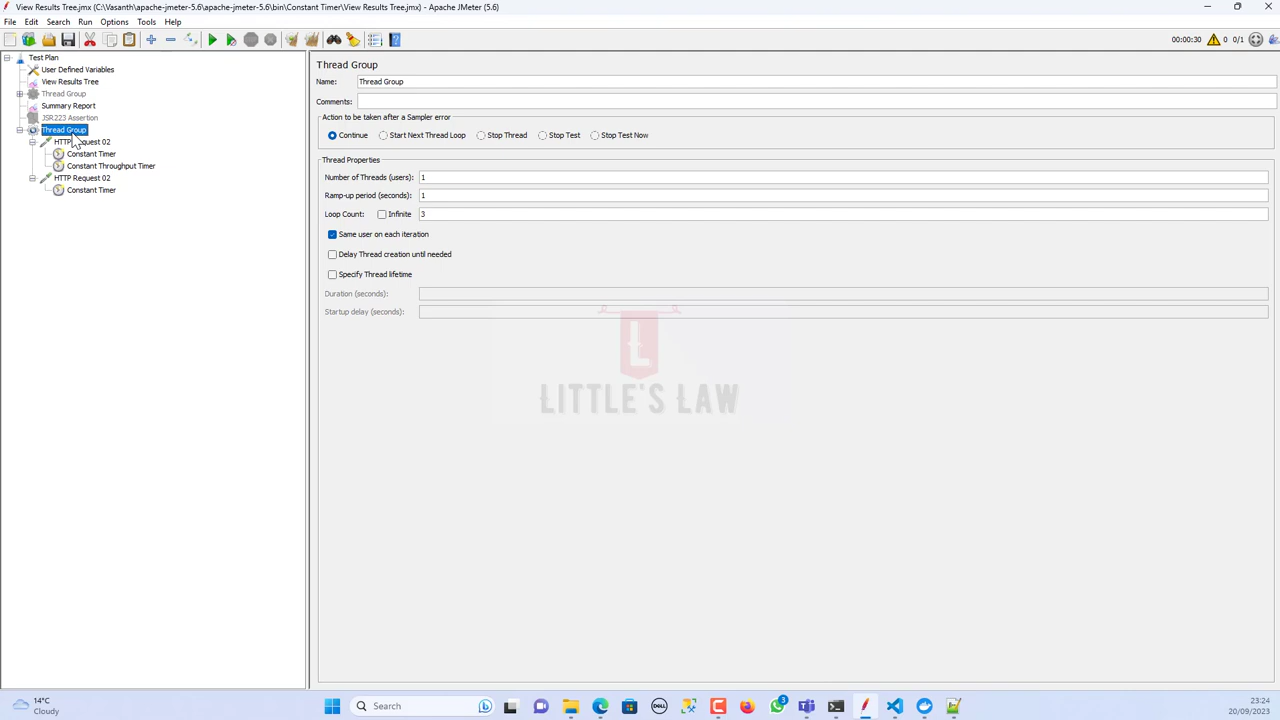 View Results Tree.jmx (C:\Vasanth\apache-jmeter-5.6\apache-jmeter-5.6\bin\Constant Timer\View Results Tree.jmx) - Apache JMeter (5.6)
File Edit Search Run Options Tools Help
00:00:30 0 0/1
Test Plan
User Defined Variables
View Results Tree
Thread Group
Summary Report
JSR223 Assertion
Thread Group
HTTP Request 02
Constant Timer
Constant Throughput Timer
HTTP Request 02
Constant Timer
Thread Group
Name: Thread Group
Comments:
Action to be taken after a Sampler error
Continue Start Next Thread Loop Stop Thread Stop Test Stop Test Now
Thread Properties
Number of Threads (users): 1
Ramp-up period (seconds): 1
Loop Count: Infinite 3
Same user on each iteration
Delay Thread creation until needed
Specify Thread lifetime
Duration (seconds):
Startup delay (seconds):
L
LITTLE'S LAW
14°C
Cloudy
Search
DELL
3
23:24
20/09/2023